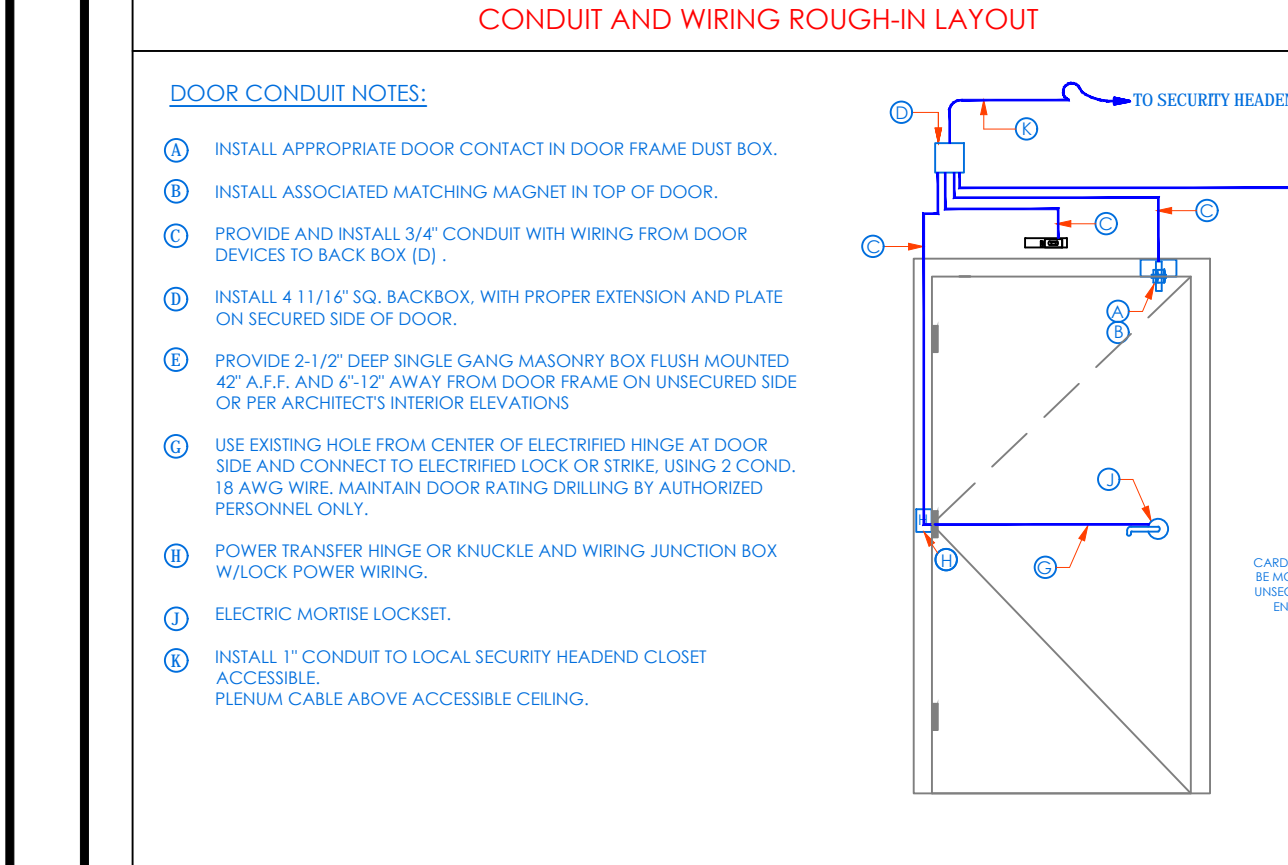 CONDUIT AND WIRING ROUGH-IN LAYOUT
DOOR CONDUIT NOTES:
A INSTALL APPROPRIATE DOOR CONTACT IN DOOR FRAME DUST BOX.
B INSTALL ASSOCIATED MATCHING MAGNET IN TOP OF DOOR.
C PROVIDE AND INSTALL 3/4" CONDUIT WITH WIRING FROM DOOR
DEVICES TO BACK BOX (D) .
D INSTALL 4 11/16" SQ. BACKBOX, WITH PROPER EXTENSION AND PLATE
ON SECURED SIDE OF DOOR.
E PROVIDE 2-1/2" DEEP SINGLE GANG MASONRY BOX FLUSH MOUNTED
42" A.F.F. AND 6"-12" AWAY FROM DOOR FRAME ON UNSECURED SIDE
OR PER ARCHITECT'S INTERIOR ELEVATIONS
G USE EXISTING HOLE FROM CENTER OF ELECTRIFIED HINGE AT DOOR
SIDE AND CONNECT TO ELECTRIFIED LOCK OR STRIKE, USING 2 COND.
18 AWG WIRE. MAINTAIN DOOR RATING DRILLING BY AUTHORIZED
PERSONNEL ONLY.
H POWER TRANSFER HINGE OR KNUCKLE AND WIRING JUNCTION BOX
W/LOCK POWER WIRING.
J ELECTRIC MORTISE LOCKSET.
K INSTALL 1" CONDUIT TO LOCAL SECURITY HEADEND CLOSET
ACCESSIBLE.
PLENUM CABLE ABOVE ACCESSIBLE CEILING.
TO SECURITY
D
K
C
C
C
A
B
J
H
H
G
CARD